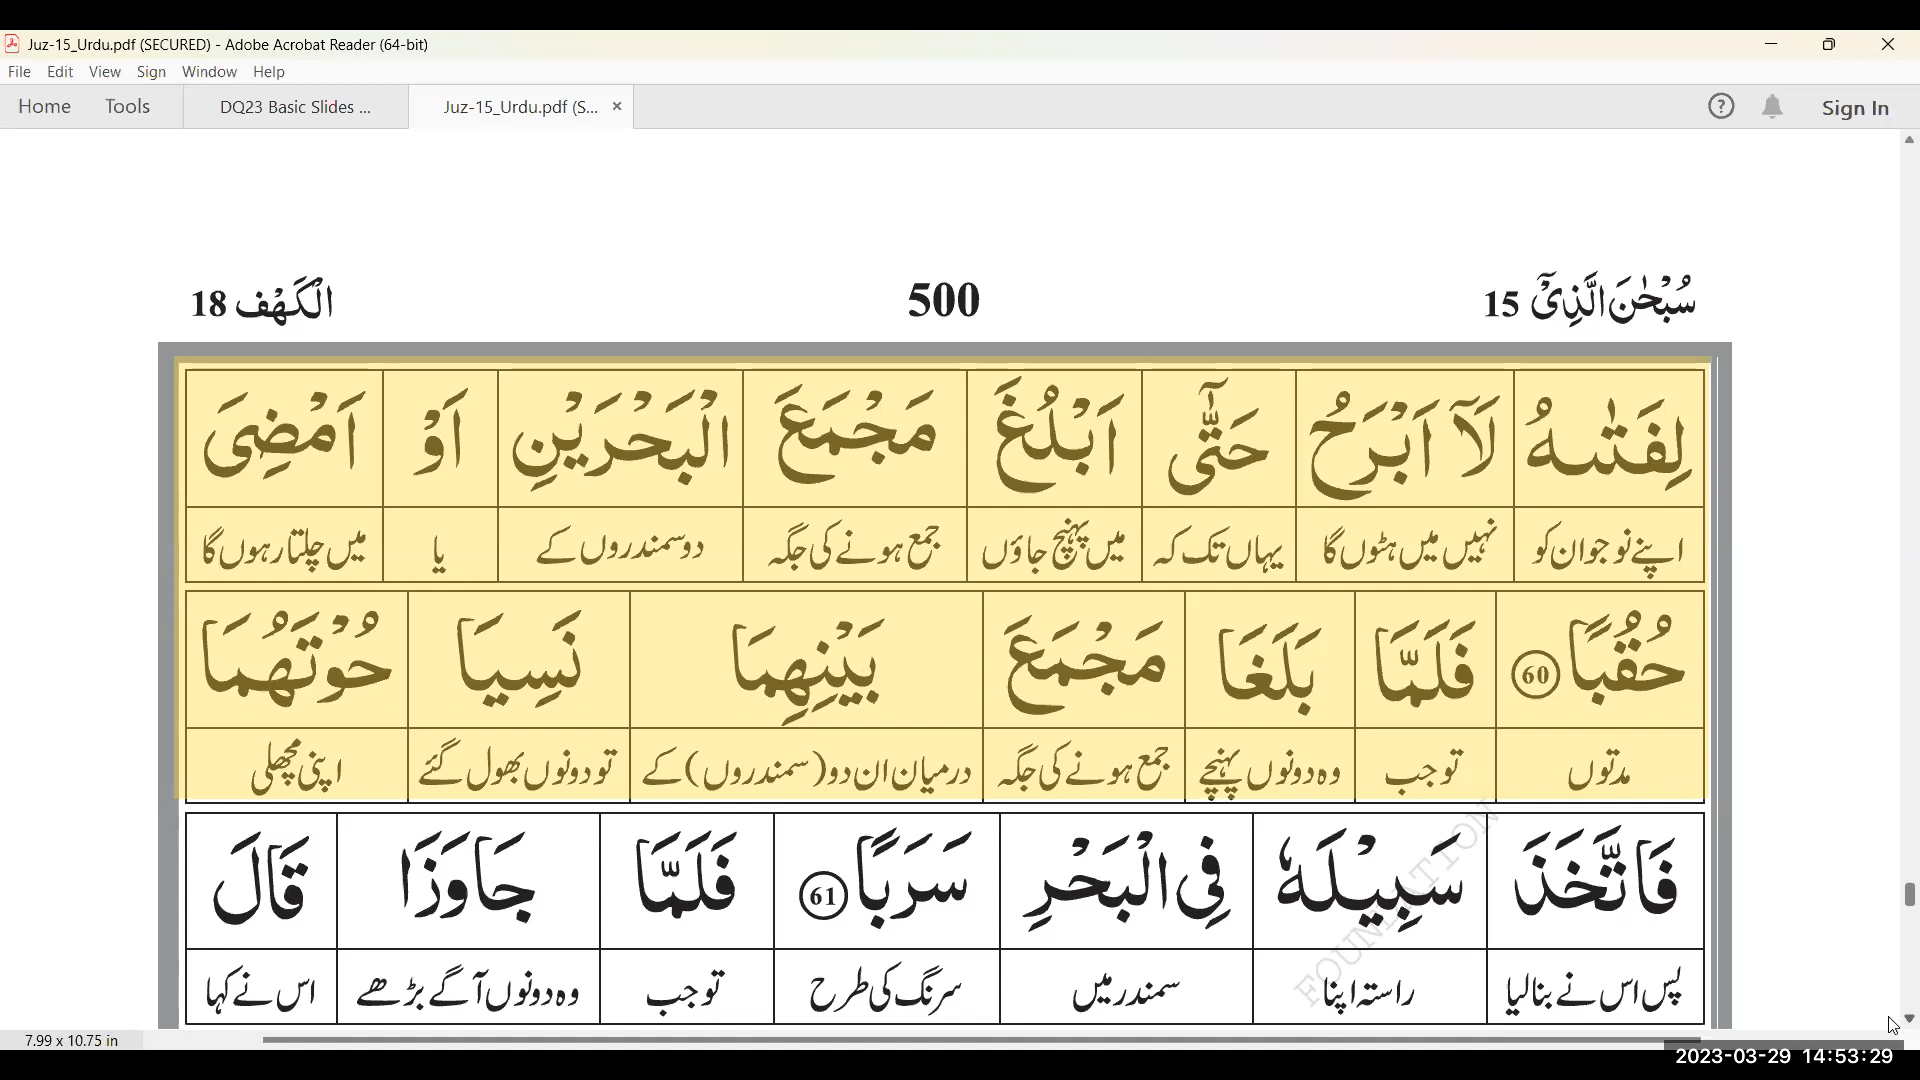 Juz-15_Urdu.pdf (SECURED) - Adobe Acrobat Reader (64-bit)
File Edit View Sign Window Help
Home Tools DQ23 Basic Slides ... Juz-15_Urdu.pdf (S... × ? Sign In
سُبْحٰنَ الَّذِیْۤ 15 500 الْكَهْف 18
لِفَتٰىهُ لَاۤ اَبْرَحُ حَتّٰۤى اَبْلُغَ مَجْمَعَ الْبَحْرَیْنِ اَوْ اَمْضِیَ
اپنے نوجوان کو نہیں میں ہٹوں گا یہاں تک کہ میں پہنچ جاؤں جمع ہونے کی جگہ دو سمندروں کے یا میں چلتا رہوں گا
حُقُبًا 60 فَلَمَّا بَلَغَا مَجْمَعَ بَیْنِهِمَا نَسِیَا حُوْتَهُمَا
مدتوں تو جب وہ دونوں پہنچے جمع ہونے کی جگہ درمیان ان دو (سمندروں) کے تو دونوں بھول گئے اپنی مچھلی
فَاتَّخَذَ سَبِیْلَهٗ فِی الْبَحْرِ سَرَبًا 61 فَلَمَّا جَاوَزَا قَالَ
پس اس نے بنا لیا راستہ اپنا سمندر میں سرنگ کی طرح تو جب وہ دونوں آگے بڑھے اس نے کہا
FOUNDATION
7.99 x 10.75 in
2023-03-29 14:53:29